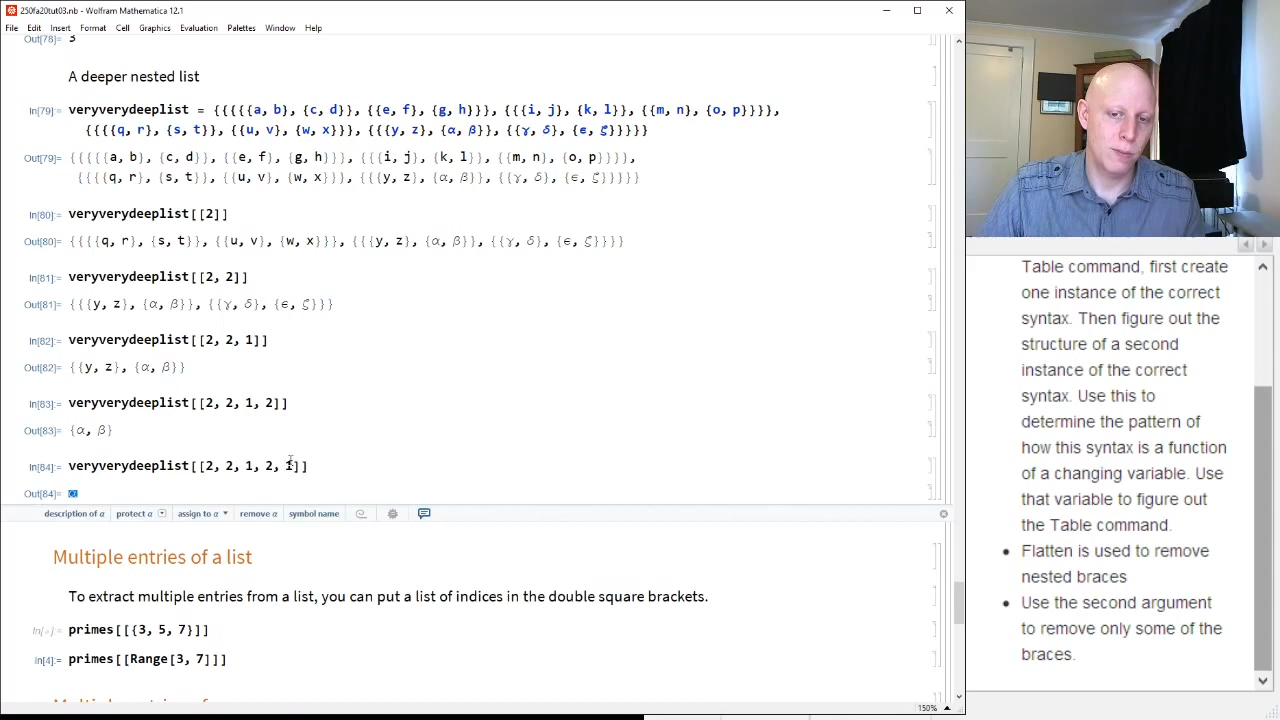 250fa20tut03.nb - Wolfram Mathematica 12.1
File Edit Insert Format Cell Graphics Evaluation Palettes Window Help
Out[78]= 3
A deeper nested list
In[79]:= veryverydeeplist = {{{{{a, b}, {c, d}}, {{e, f}, {g, h}}}, {{{i, j}, {k, l}}, {{m, n}, {o, p}}}},
{{{{q, r}, {s, t}}, {{u, v}, {w, x}}}, {{{y, z}, {α, β}}, {{γ, δ}, {ϵ, ζ}}}}}
Out[79]= {{{{{a, b}, {c, d}}, {{e, f}, {g, h}}}, {{{i, j}, {k, l}}, {{m, n}, {o, p}}}},
{{{{q, r}, {s, t}}, {{u, v}, {w, x}}}, {{{y, z}, {α, β}}, {{γ, δ}, {ϵ, ζ}}}}}
In[80]:= veryverydeeplist[[2]]
Out[80]= {{{{q, r}, {s, t}}, {{u, v}, {w, x}}}, {{{y, z}, {α, β}}, {{γ, δ}, {ϵ, ζ}}}}
In[81]:= veryverydeeplist[[2, 2]]
Out[81]= {{{y, z}, {α, β}}, {{γ, δ}, {ϵ, ζ}}}
In[82]:= veryverydeeplist[[2, 2, 1]]
Out[82]= {{y, z}, {α, β}}
In[83]:= veryverydeeplist[[2, 2, 1, 2]]
Out[83]= {α, β}
In[84]:= veryverydeeplist[[2, 2, 1, 2, 1]]
Out[84]= α
description of α protect α assign to α remove α symbol name
Multiple entries of a list
To extract multiple entries from a list, you can put a list of indices in the double square brackets.
In[•]:= primes[[{3, 5, 7}]]
In[4]:= primes[[Range[3, 7]]]
150%
Table command, first create
one instance of the correct
syntax. Then figure out the
structure of a second
instance of the correct
syntax. Use this to
determine the pattern of
how this syntax is a function
of a changing variable. Use
that variable to figure out
the Table command.
• Flatten is used to remove
nested braces
• Use the second argument
to remove only some of the
braces.